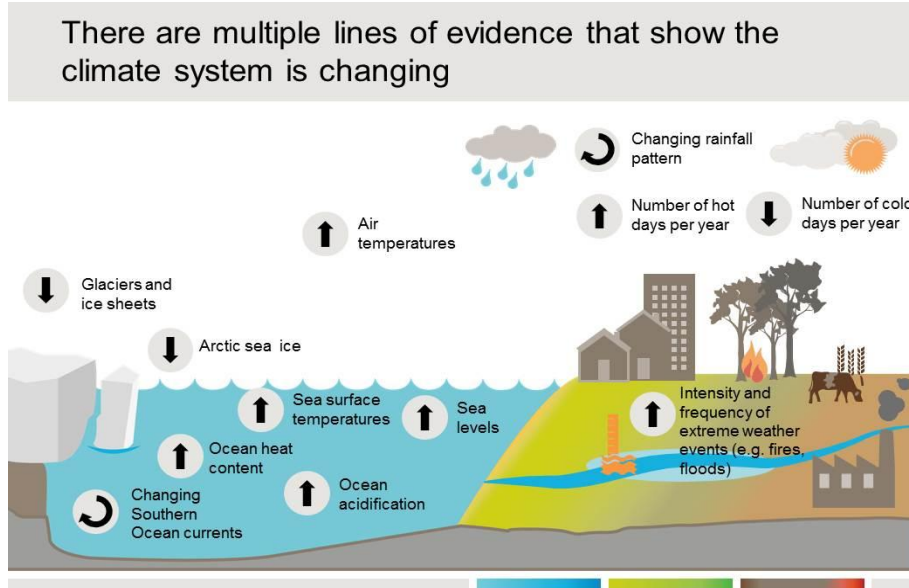 There are multiple lines of evidence that show the
climate system is changing
Changing rainfall
pattern
Number of hot
days per year
Number of cold
days per year
Air
temperatures
Glaciers and
ice sheets
Arctic sea ice
Sea surface
temperatures
Sea
levels
Intensity and
frequency of
extreme weather
events (e.g. fires,
floods)
Ocean heat
content
Ocean
acidification
Changing
Southern
Ocean currents